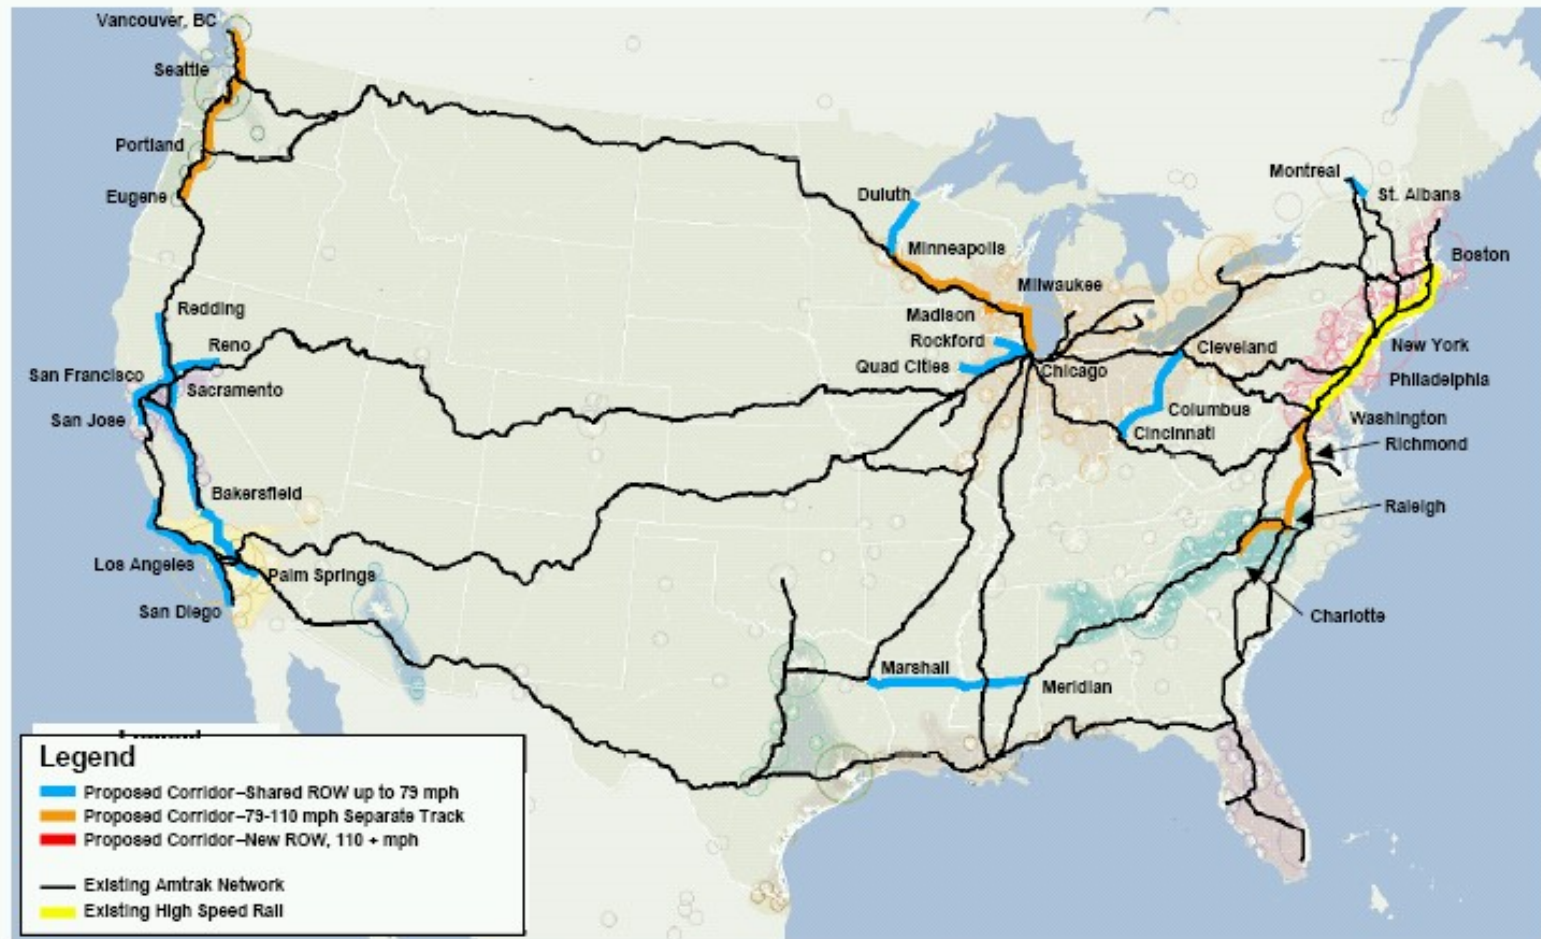 Vancouver, BC
Seattle
Portland
Eugene
Redding
Reno
San Francisco
Sacramento
San Jose
Bakersfield
Los Angeles
Palm Springs
San Diego
Duluth
Minneapolis
Milwaukee
Madison
Rockford
Quad Cities
Chicago
Cleveland
Columbus
Cincinnati
Montreal
St. Albans
Boston
New York
Philadelphia
Washington
Richmond
Raleigh
Charlotte
Marshall
Meridian
Legend
Proposed Corridor–Shared ROW up to 79 mph
Proposed Corridor–79-110 mph Separate Track
Proposed Corridor–New ROW, 110 + mph
Existing Amtrak Network
Existing High Speed Rail